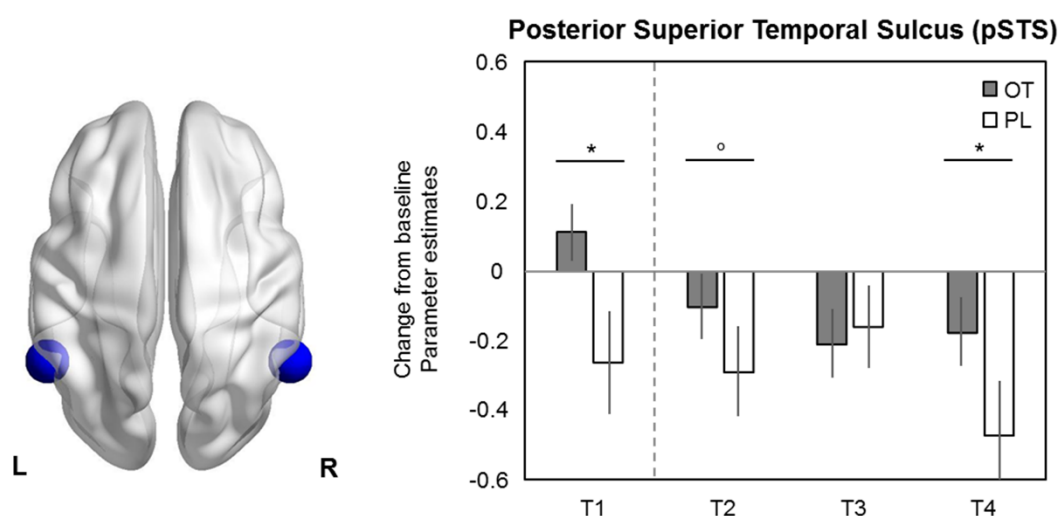 Posterior Superior Temporal Sulcus (pSTS)
L
R
Change from baseline
Parameter estimates
0.6
0.4
0.2
0
-0.2
-0.4
-0.6
OT
PL
*
°
*
T1
T2
T3
T4